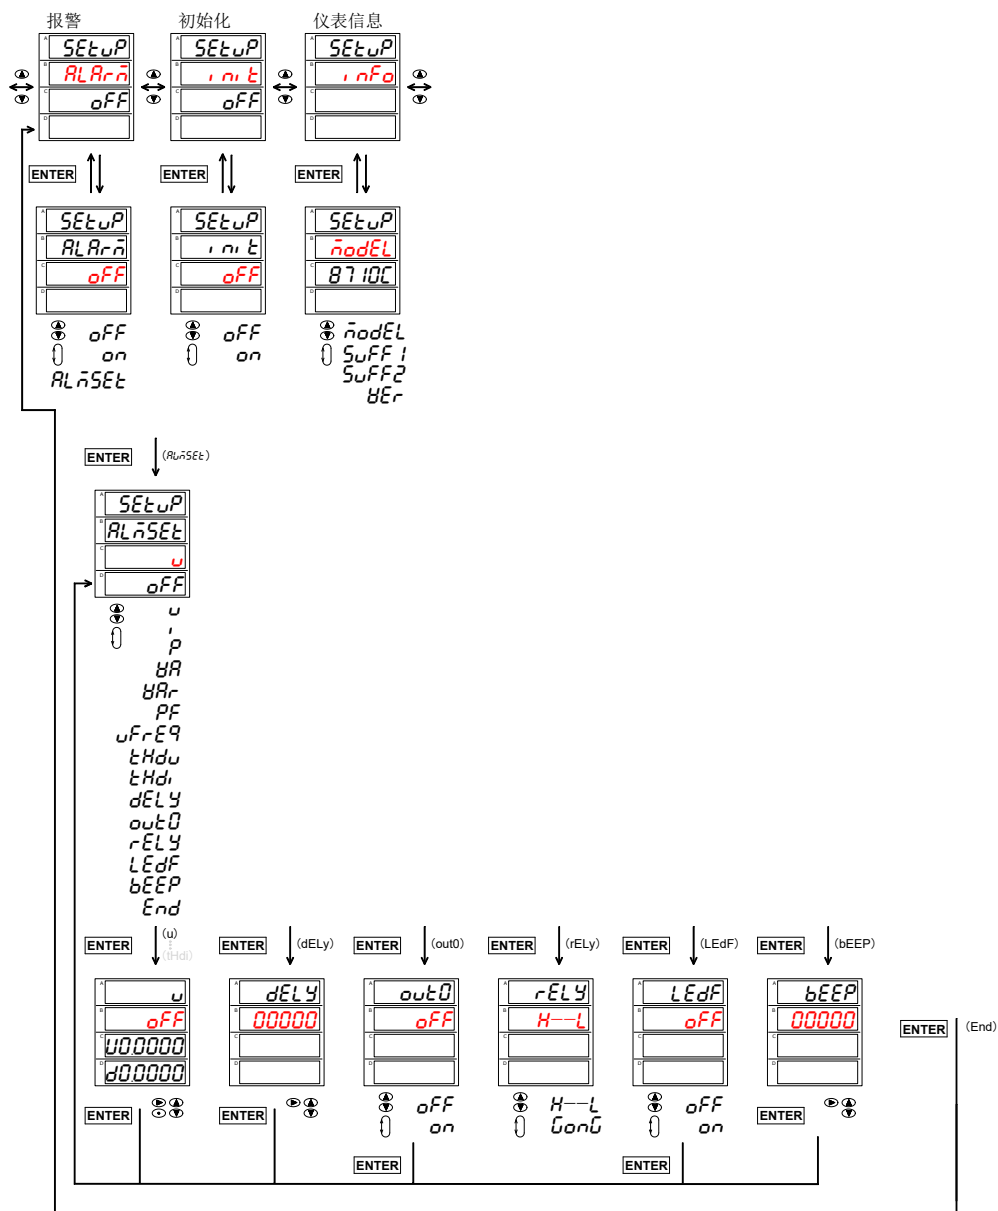 报警 初始化 仪表信息
A SEtuP A SEtuP A SEtuP
B ALArm B init B inFo
C oFF C oFF C
D D D
ENTER ENTER ENTER
A SEtuP A SEtuP A SEtuP
B ALArm B init B modEL
C oFF C oFF C 8710C
D D D
oFF oFF modEL
on on SuFF1
ALmSEt SuFF2
VEr
ENTER (ALmSEt)
A SEtuP
B ALmSEt
C u
D oFF
u
i
P
VA
VAr
PF
uFrEq
tHdu
tHdi
dELy
out0
rELy
LEdF
bEEP
End
ENTER (u) ENTER (dELy) ENTER (out0) ENTER (rELy) ENTER (LEdF) ENTER (bEEP)
(tHdi)
A u A dELy A out0 A rELy A LEdF A bEEP
B oFF B 00000 B oFF B H--L B oFF B 00000
C U0.0000 C C C C C
D d0.0000 D D D D D
ENTER (End)
ENTER ENTER oFF H--L oFF ENTER
on GonG on
ENTER ENTER